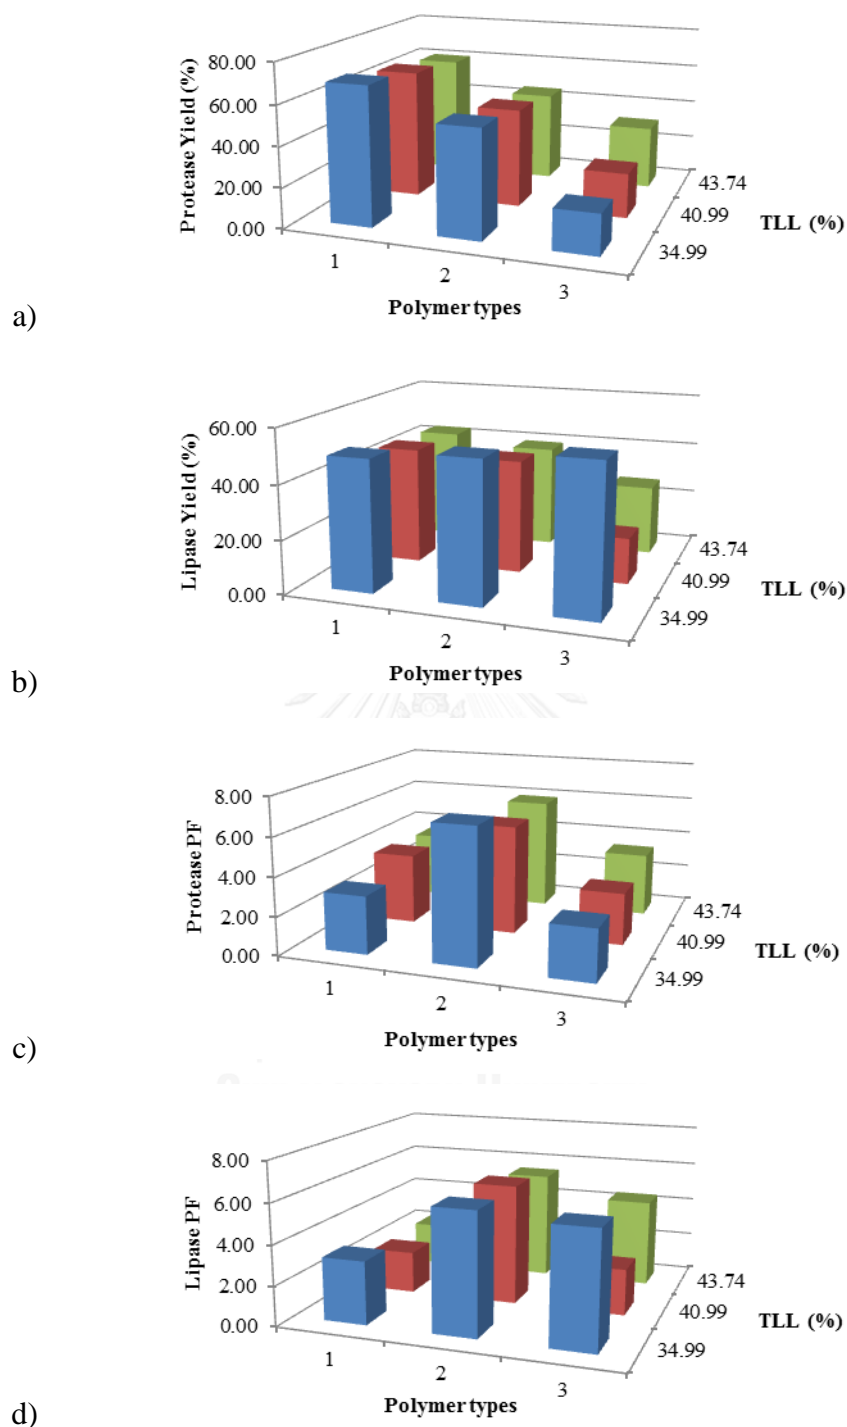 Protease Yield (%)
80.00
60.00
40.00
20.00
0.00
1
2
3
Polymer types
34.99
40.99
43.74
TLL (%)
a)
Lipase Yield (%)
60.00
40.00
20.00
0.00
1
2
3
Polymer types
34.99
40.99
43.74
TLL (%)
b)
Protease PF
8.00
6.00
4.00
2.00
0.00
1
2
3
Polymer types
34.99
40.99
43.74
TLL (%)
c)
Lipase PF
8.00
6.00
4.00
2.00
0.00
1
2
3
Polymer types
34.99
40.99
43.74
TLL (%)
d)